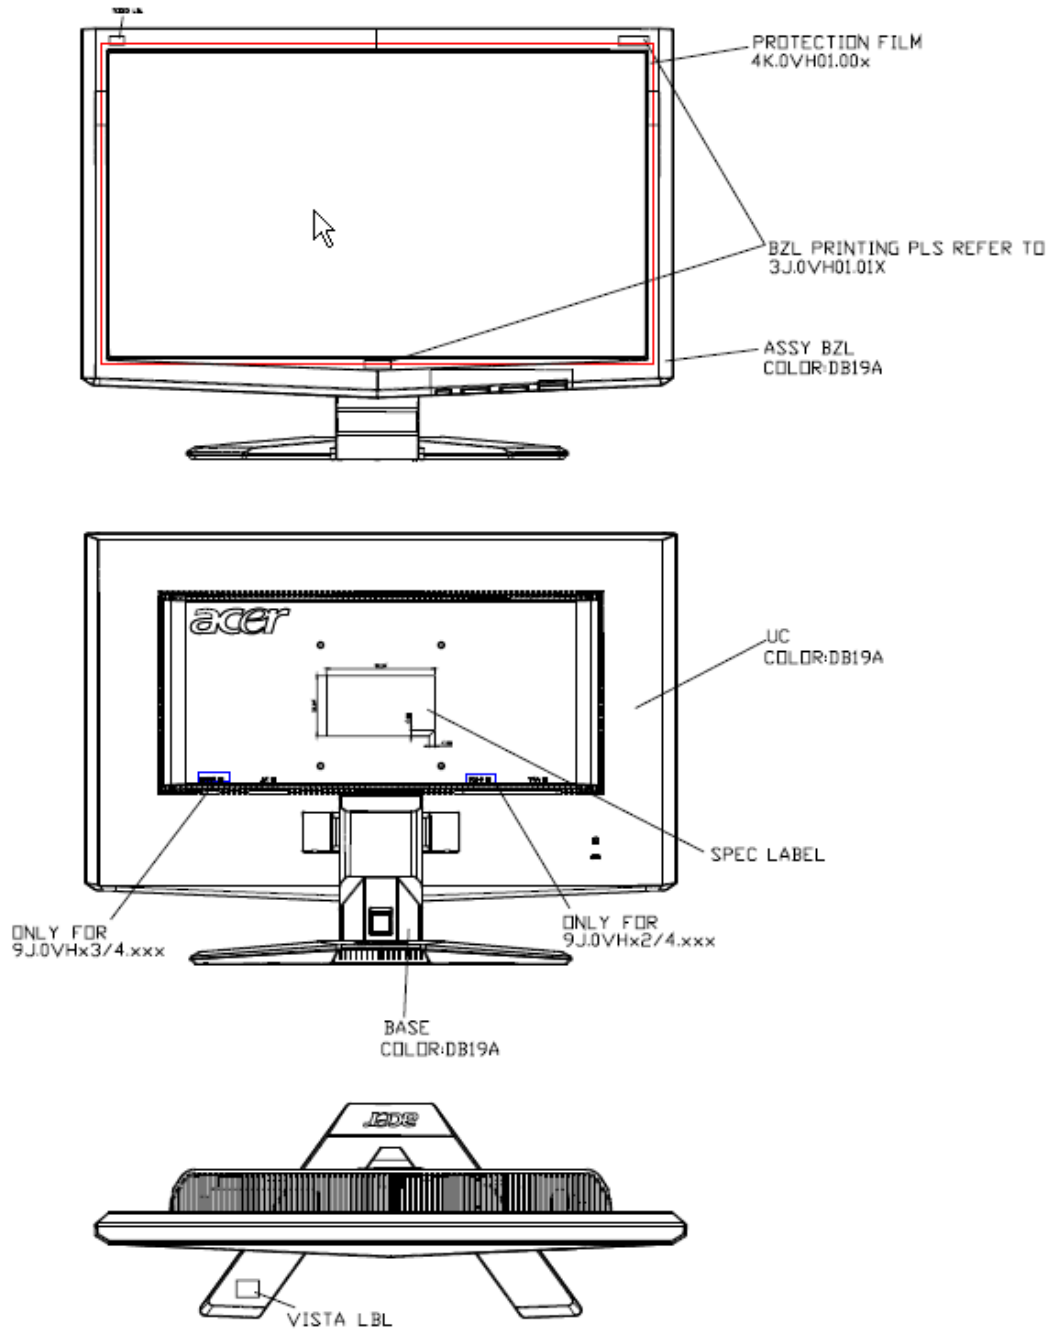 PROTECTION FILM
4K.0VH01.00x
BZL PRINTING PLS REFER TO
3J.0VH01.01X
ASSY BZL
COLOR:DB19A
acer
UC
COLOR:DB19A
SPEC LABEL
ONLY FOR
9J.0VHx3/4.xxx
ONLY FOR
9J.0VHx2/4.xxx
BASE
COLOR:DB19A
acer
VISTA LBL